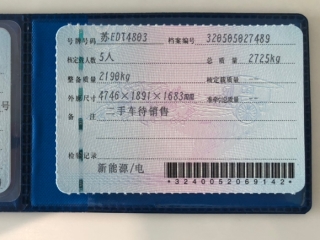 号牌号码 苏EDT4803 档案编号 320505027489
核定载人数 5人 总质量 2725kg
整备质量 2190kg 核定载质量 --
外廓尺寸 4746×1891×1683mm 准牵引总质量 --
备注 二手车待销售
检验记录
新能源/电
*3240052069142*
号